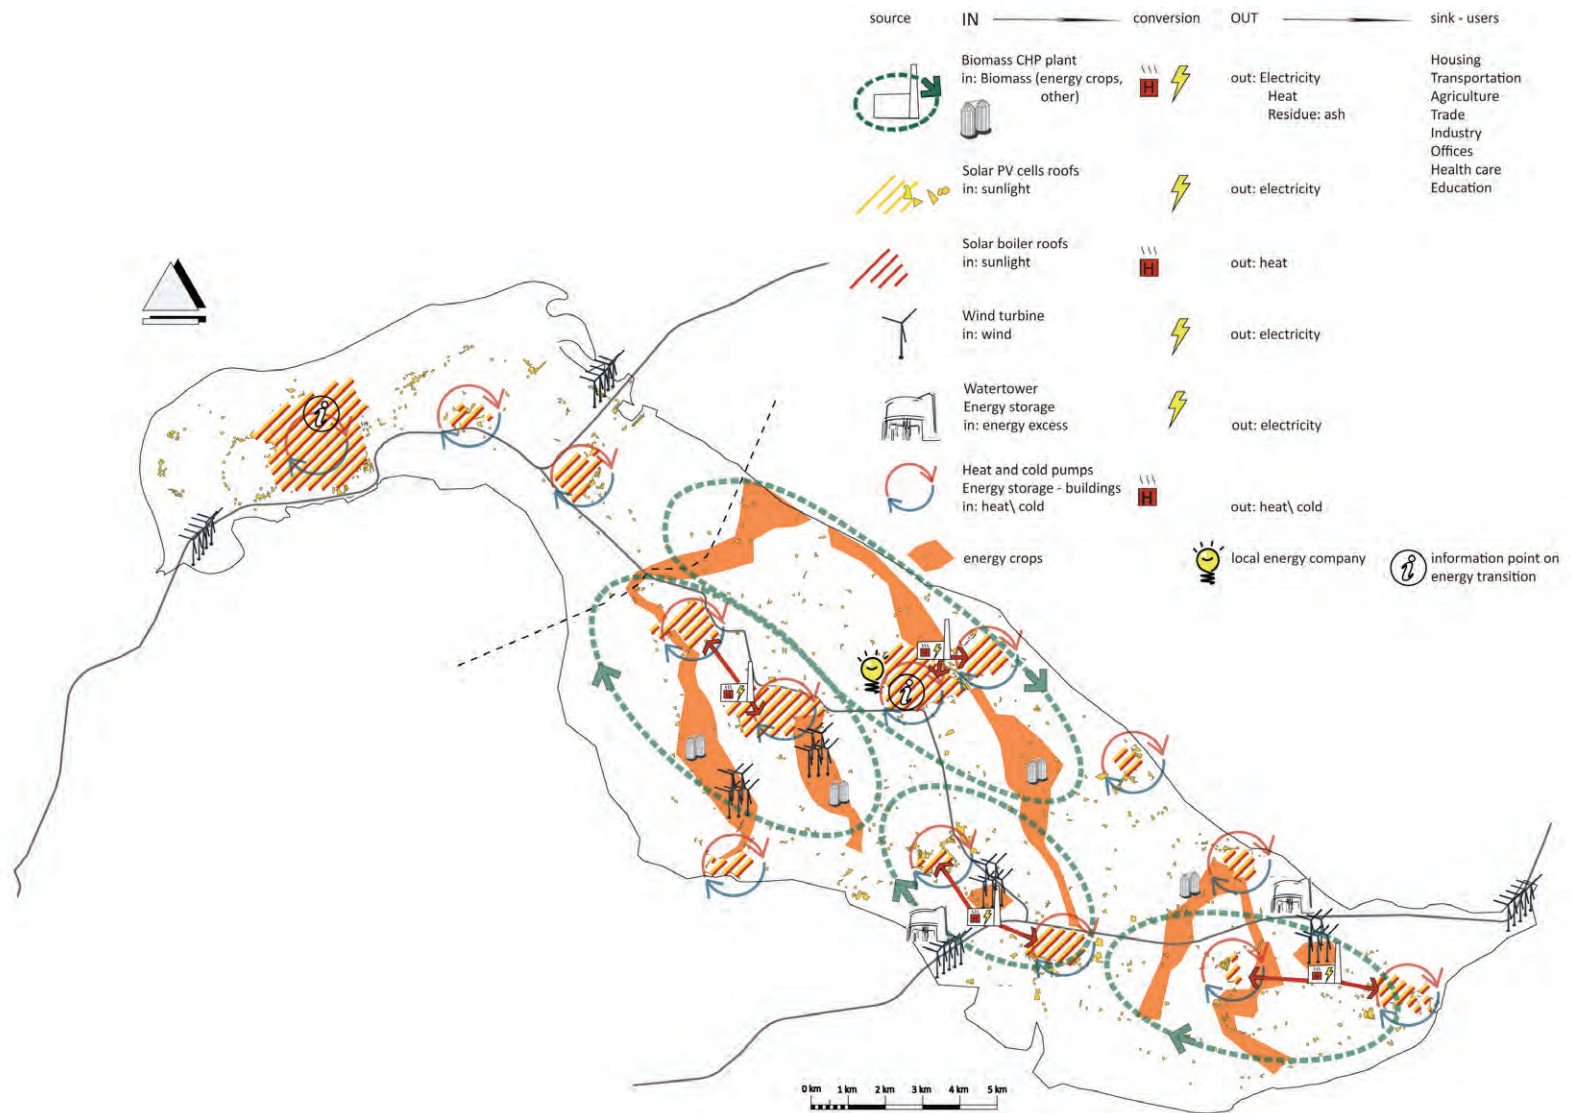 source IN conversion OUT sink - users
Biomass CHP plant
in: Biomass (energy crops,
other)
H
out: Electricity
Heat
Residue: ash
Housing
Transportation
Agriculture
Trade
Industry
Offices
Health care
Education
Solar PV cells roofs
in: sunlight
out: electricity
Solar boiler roofs
in: sunlight
H
out: heat
Wind turbine
in: wind
out: electricity
Watertower
Energy storage
in: energy excess
out: electricity
Heat and cold pumps
Energy storage - buildings
in: heat\ cold
H
out: heat\ cold
energy crops
local energy company
i
information point on
energy transition
i
H
H
i
H
H
0 km 1 km 2 km 3 km 4 km 5 km